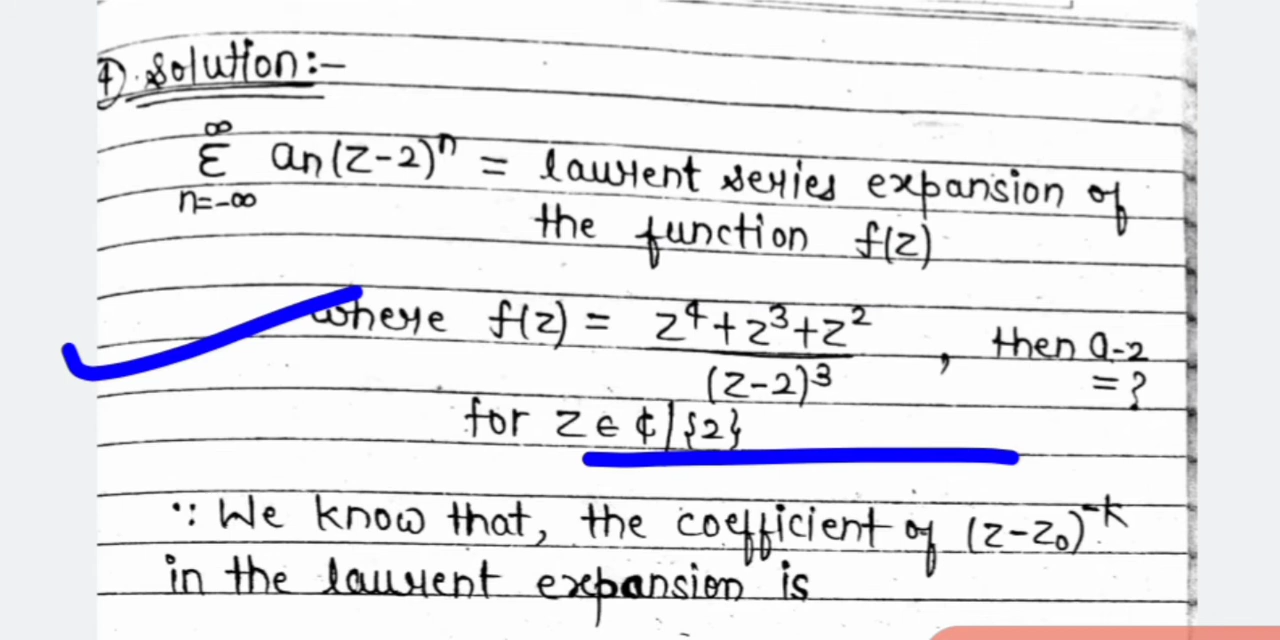 4). Solution:-
∞
Σ an(z-2)^n = laurent series expansion of
n=-∞
the function f(z)
where f(z) = z^4+z^3+z^2 / (z-2)^3 , then a-2 = ?
for z ∈ ¢|{2}
∵ We know that, the coefficient of (z-z₀)^-k
in the laurent expansion is